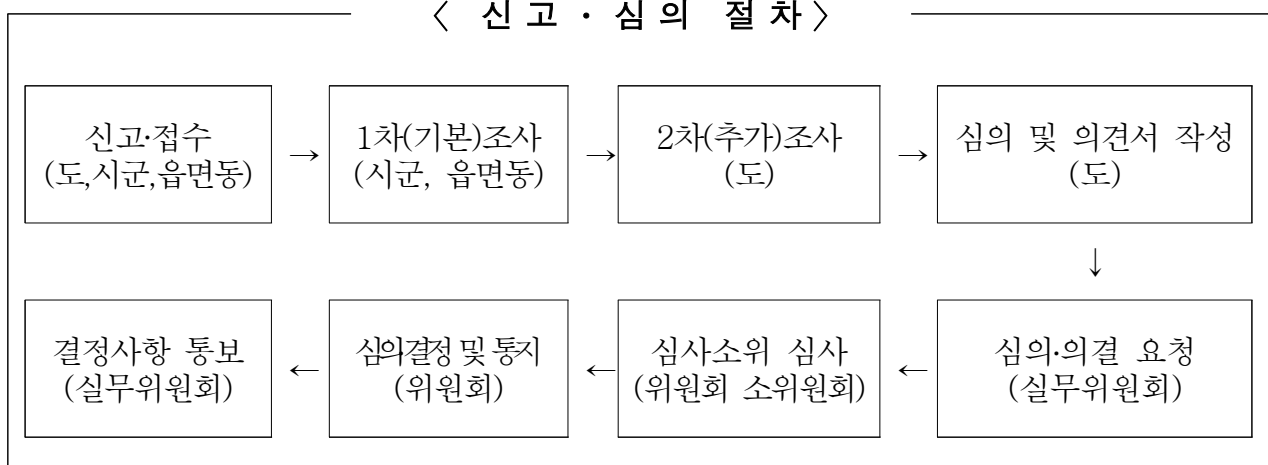 〈 신 고 · 심 의 절 차 〉
신고·접수
(도,시군,읍면동)
→
1차(기본)조사
(시군, 읍면동)
→
2차(추가)조사
(도)
→
심의 및 의견서 작성
(도)
↓
결정사항 통보
(실무위원회)
←
심의결정 및 통지
(위원회)
←
심사소위 심사
(위원회 소위원회)
←
심의·의결 요청
(실무위원회)